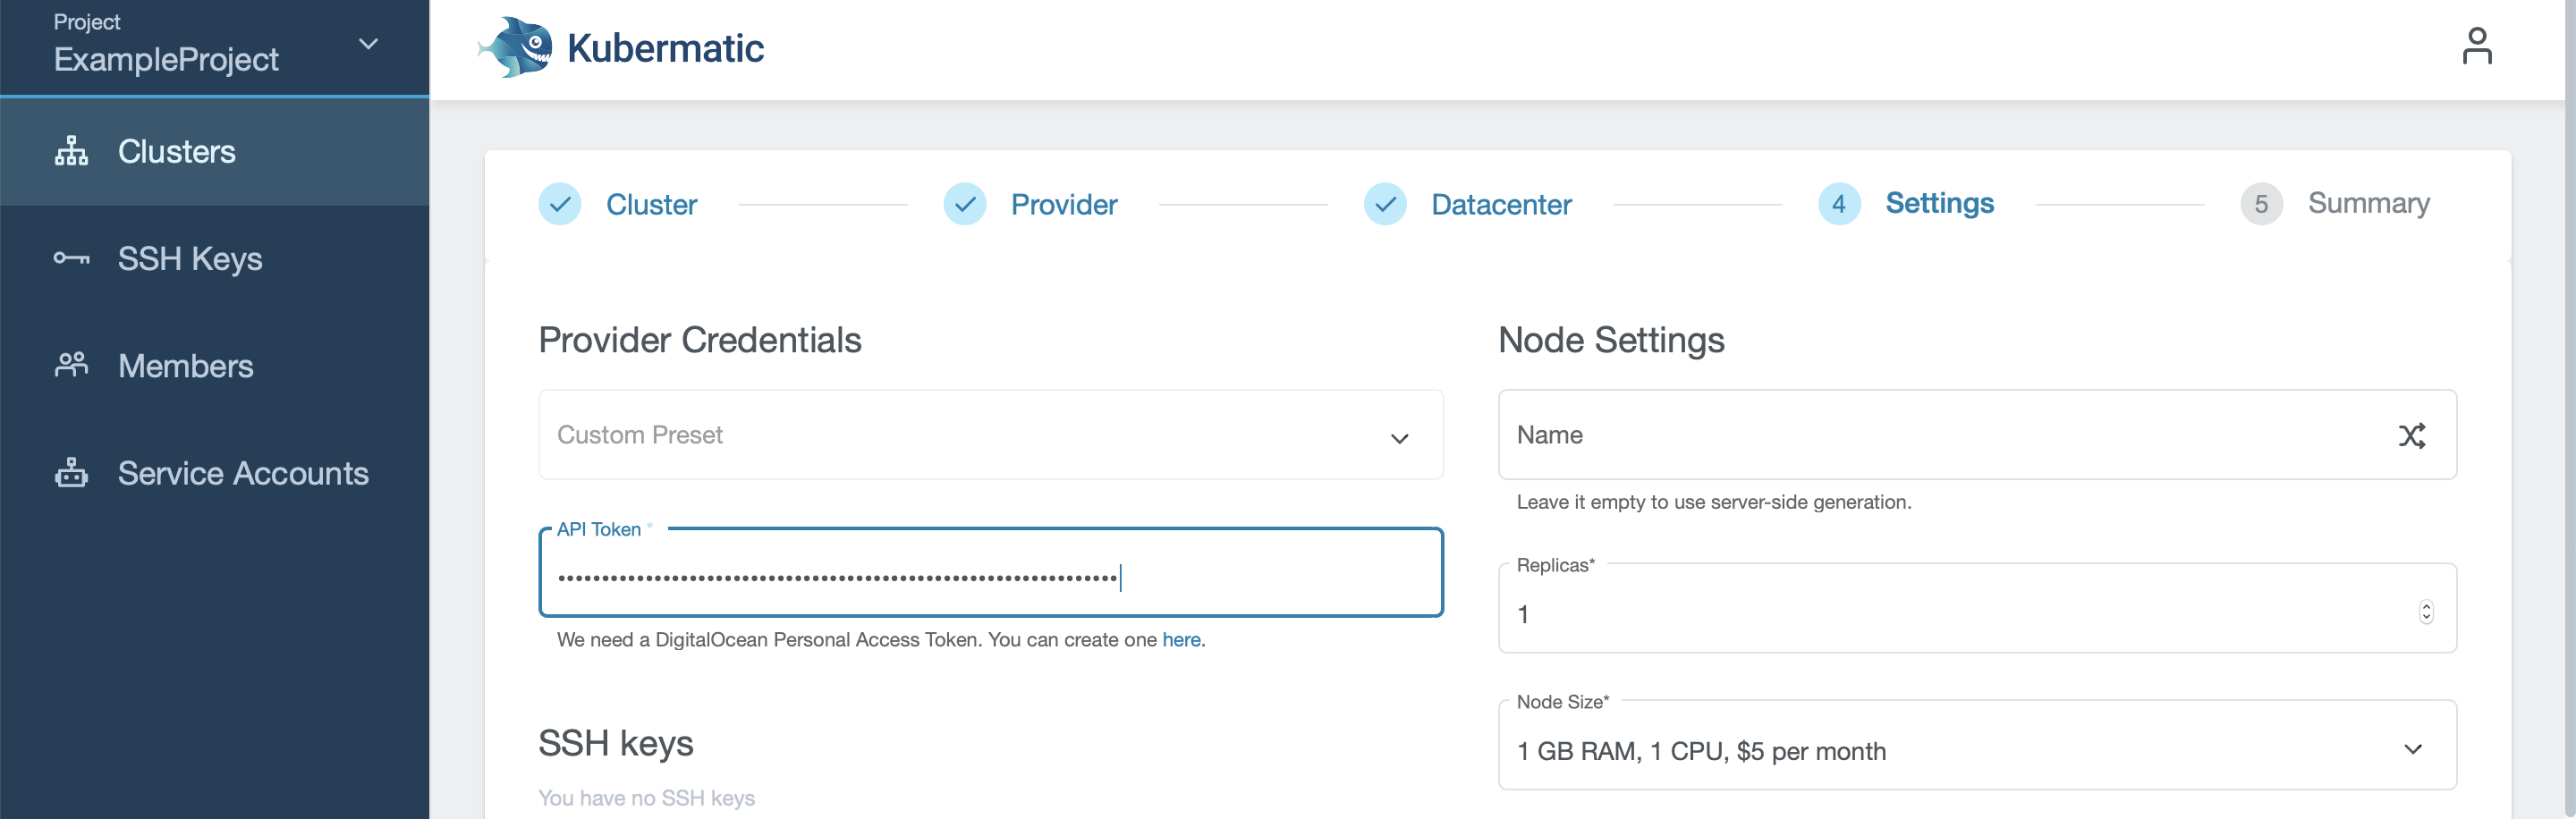 Project
ExampleProject
Clusters
SSH Keys
Members
Service Accounts
Kubermatic
Cluster
Provider
Datacenter
4 Settings
5 Summary
Provider Credentials
Custom Preset
API Token *
We need a DigitalOcean Personal Access Token. You can create one here.
SSH keys
You have no SSH keys
Node Settings
Name
Leave it empty to use server-side generation.
Replicas*
1
Node Size*
1 GB RAM, 1 CPU, $5 per month